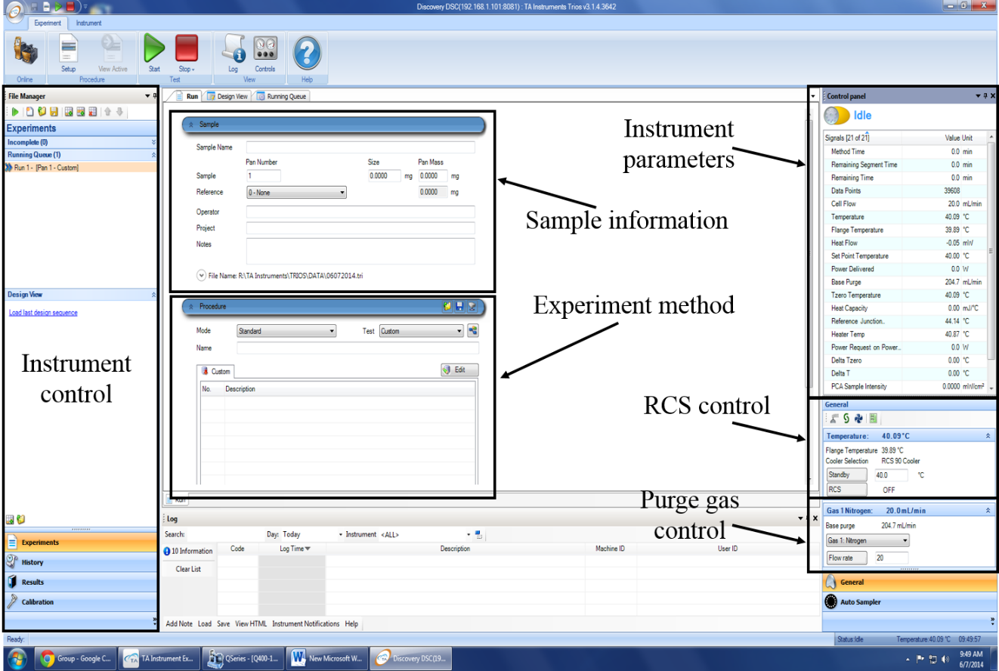 Discovery DSC(192.168.1.101:8081) : TA Instruments Trios v3.1.4.3642
Experiment Instrument
Setup View Active Start Stop Log Controls
Online Procedure Test View Help
File Manager
Experiments
Incomplete (0)
Running Queue (1)
Run 1 - [Pan 1 - Custom]
Design View
Load last design sequence
Instrument
control
Experiments
History
Results
Calibration
Run Design View Running Queue
Sample
Sample Name
Pan Number Size Pan Mass
Sample 1 0.0000 mg 0.0000 mg
Reference 0 - None 0.0000 mg
Operator
Project
Notes
File Name: R:\TA Instruments\TRIOS\DATA\06072014.tri
Procedure
Mode Standard Test Custom
Name
Custom Edit
No. Description
Run
Instrument
parameters
Sample information
Experiment method
RCS control
Purge gas
control
Log
Search: Day: Today Instrument <ALL>
10 Information Code Log Time Description Machine ID User ID
Clear List
Add Note Load Save View HTML Instrument Notifications Help
Control panel
Idle
Signals [21 of 21] Value Unit
Method Time 0.0 min
Remaining Segment Time 0.0 min
Remaining Time 0.0 min
Data Points 39608
Cell Flow 20.0 mL/min
Temperature 40.09 °C
Flange Temperature 39.89 °C
Heat Flow -0.05 mW
Set Point Temperature 40.00 °C
Power Delivered 0.0 W
Base Purge 204.7 mL/min
Tzero Temperature 40.09 °C
Heat Capacity 0.00 mJ/°C
Reference Junction.. 44.14 °C
Heater Temp 40.87 °C
Power Request on Power.. 0.0 W
Delta Tzero 0.00 °C
Delta T 0.00 °C
PCA Sample Intensity 0.0000 mW/cm²
General
Temperature: 40.09°C
Flange Temperature 39.89 °C
Cooler Selection RCS 90 Cooler
Standby 40.0 °C
RCS OFF
Gas 1 Nitrogen: 20.0 mL/min
Base purge 204.7 mL/min
Gas 1: Nitrogen
Flow rate 20
General
Auto Sampler
Ready: Status:Idle Temperature:40.09 °C 09:49:57
Group - Google C... TA Instrument Ex... QSeries - [Q400-1... New Microsoft W... Discovery DSC(19... 9:49 AM
6/7/2014